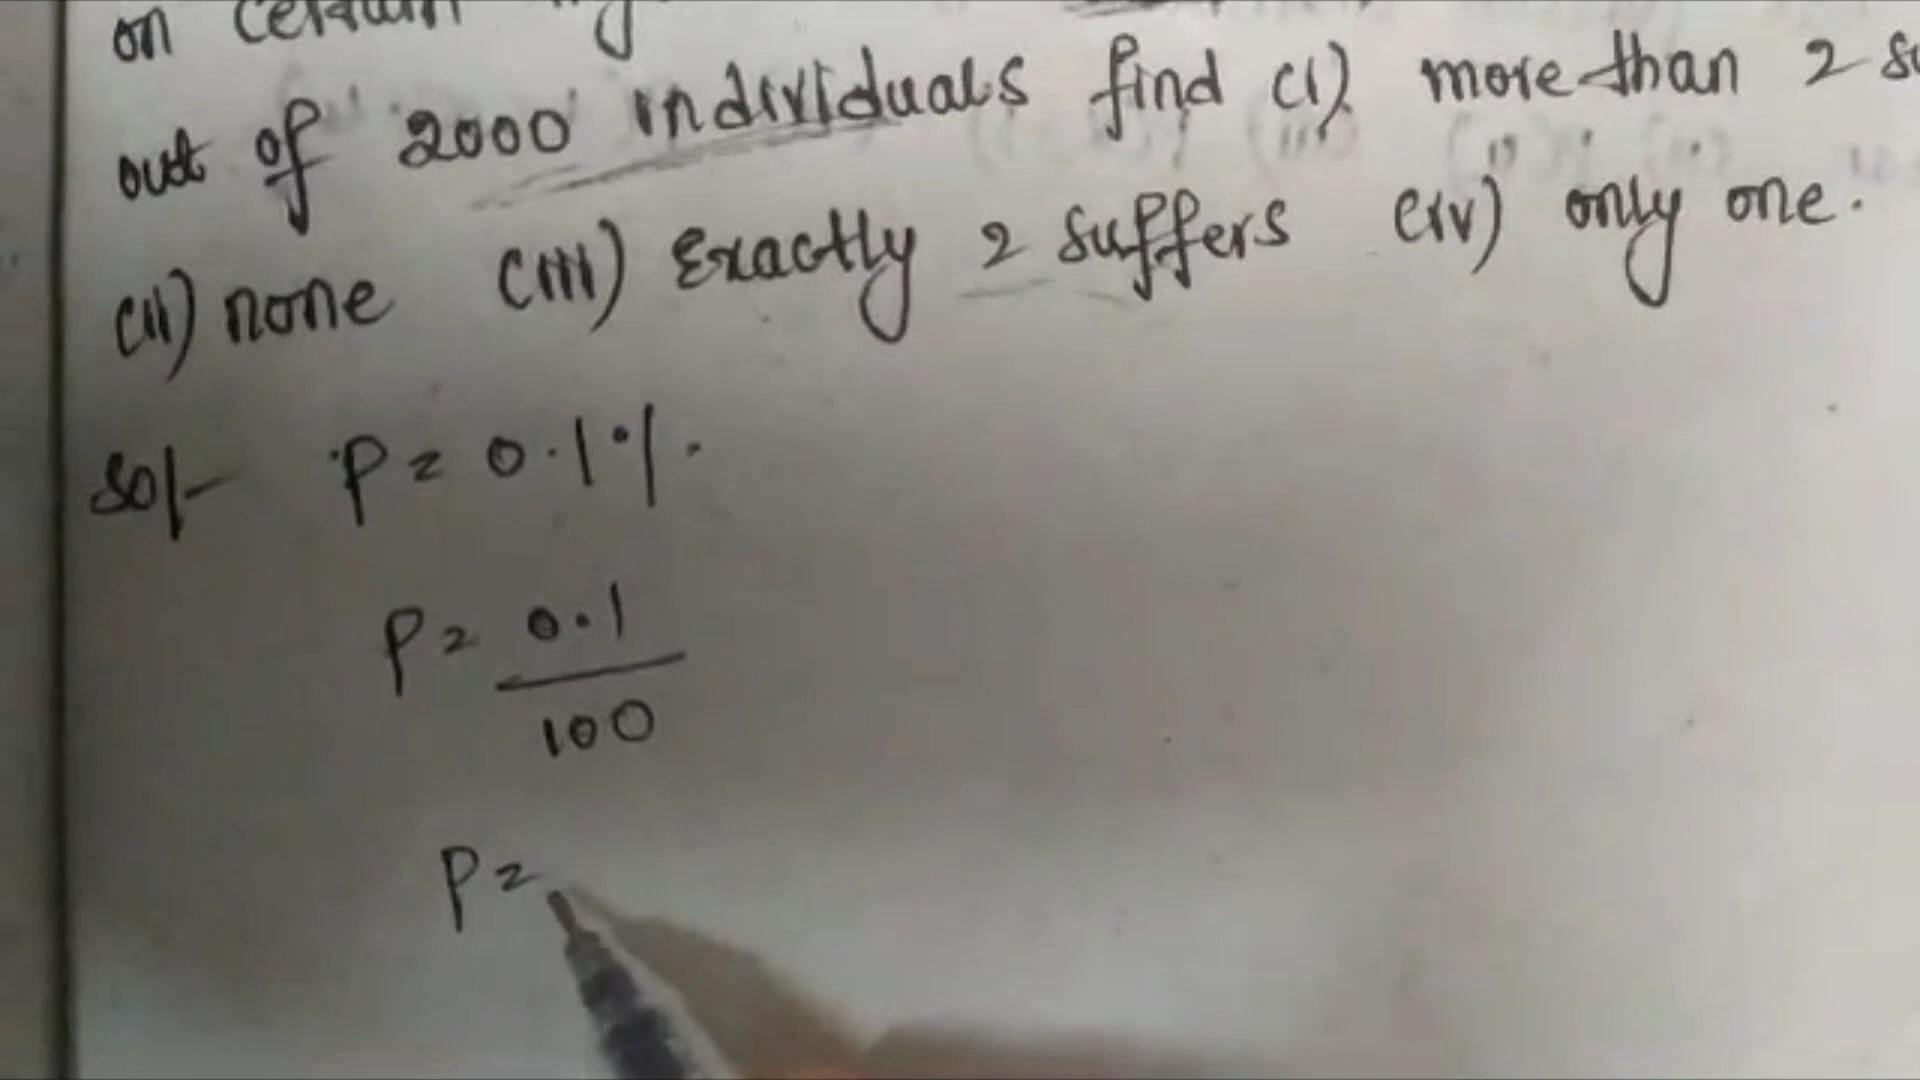 on certain
out of 2000 individuals find (i) more than 2
(ii) none (iii) Exactly 2 suffers (iv) only one.
Sol- P = 0.1%.
P = 0.1
100
P =